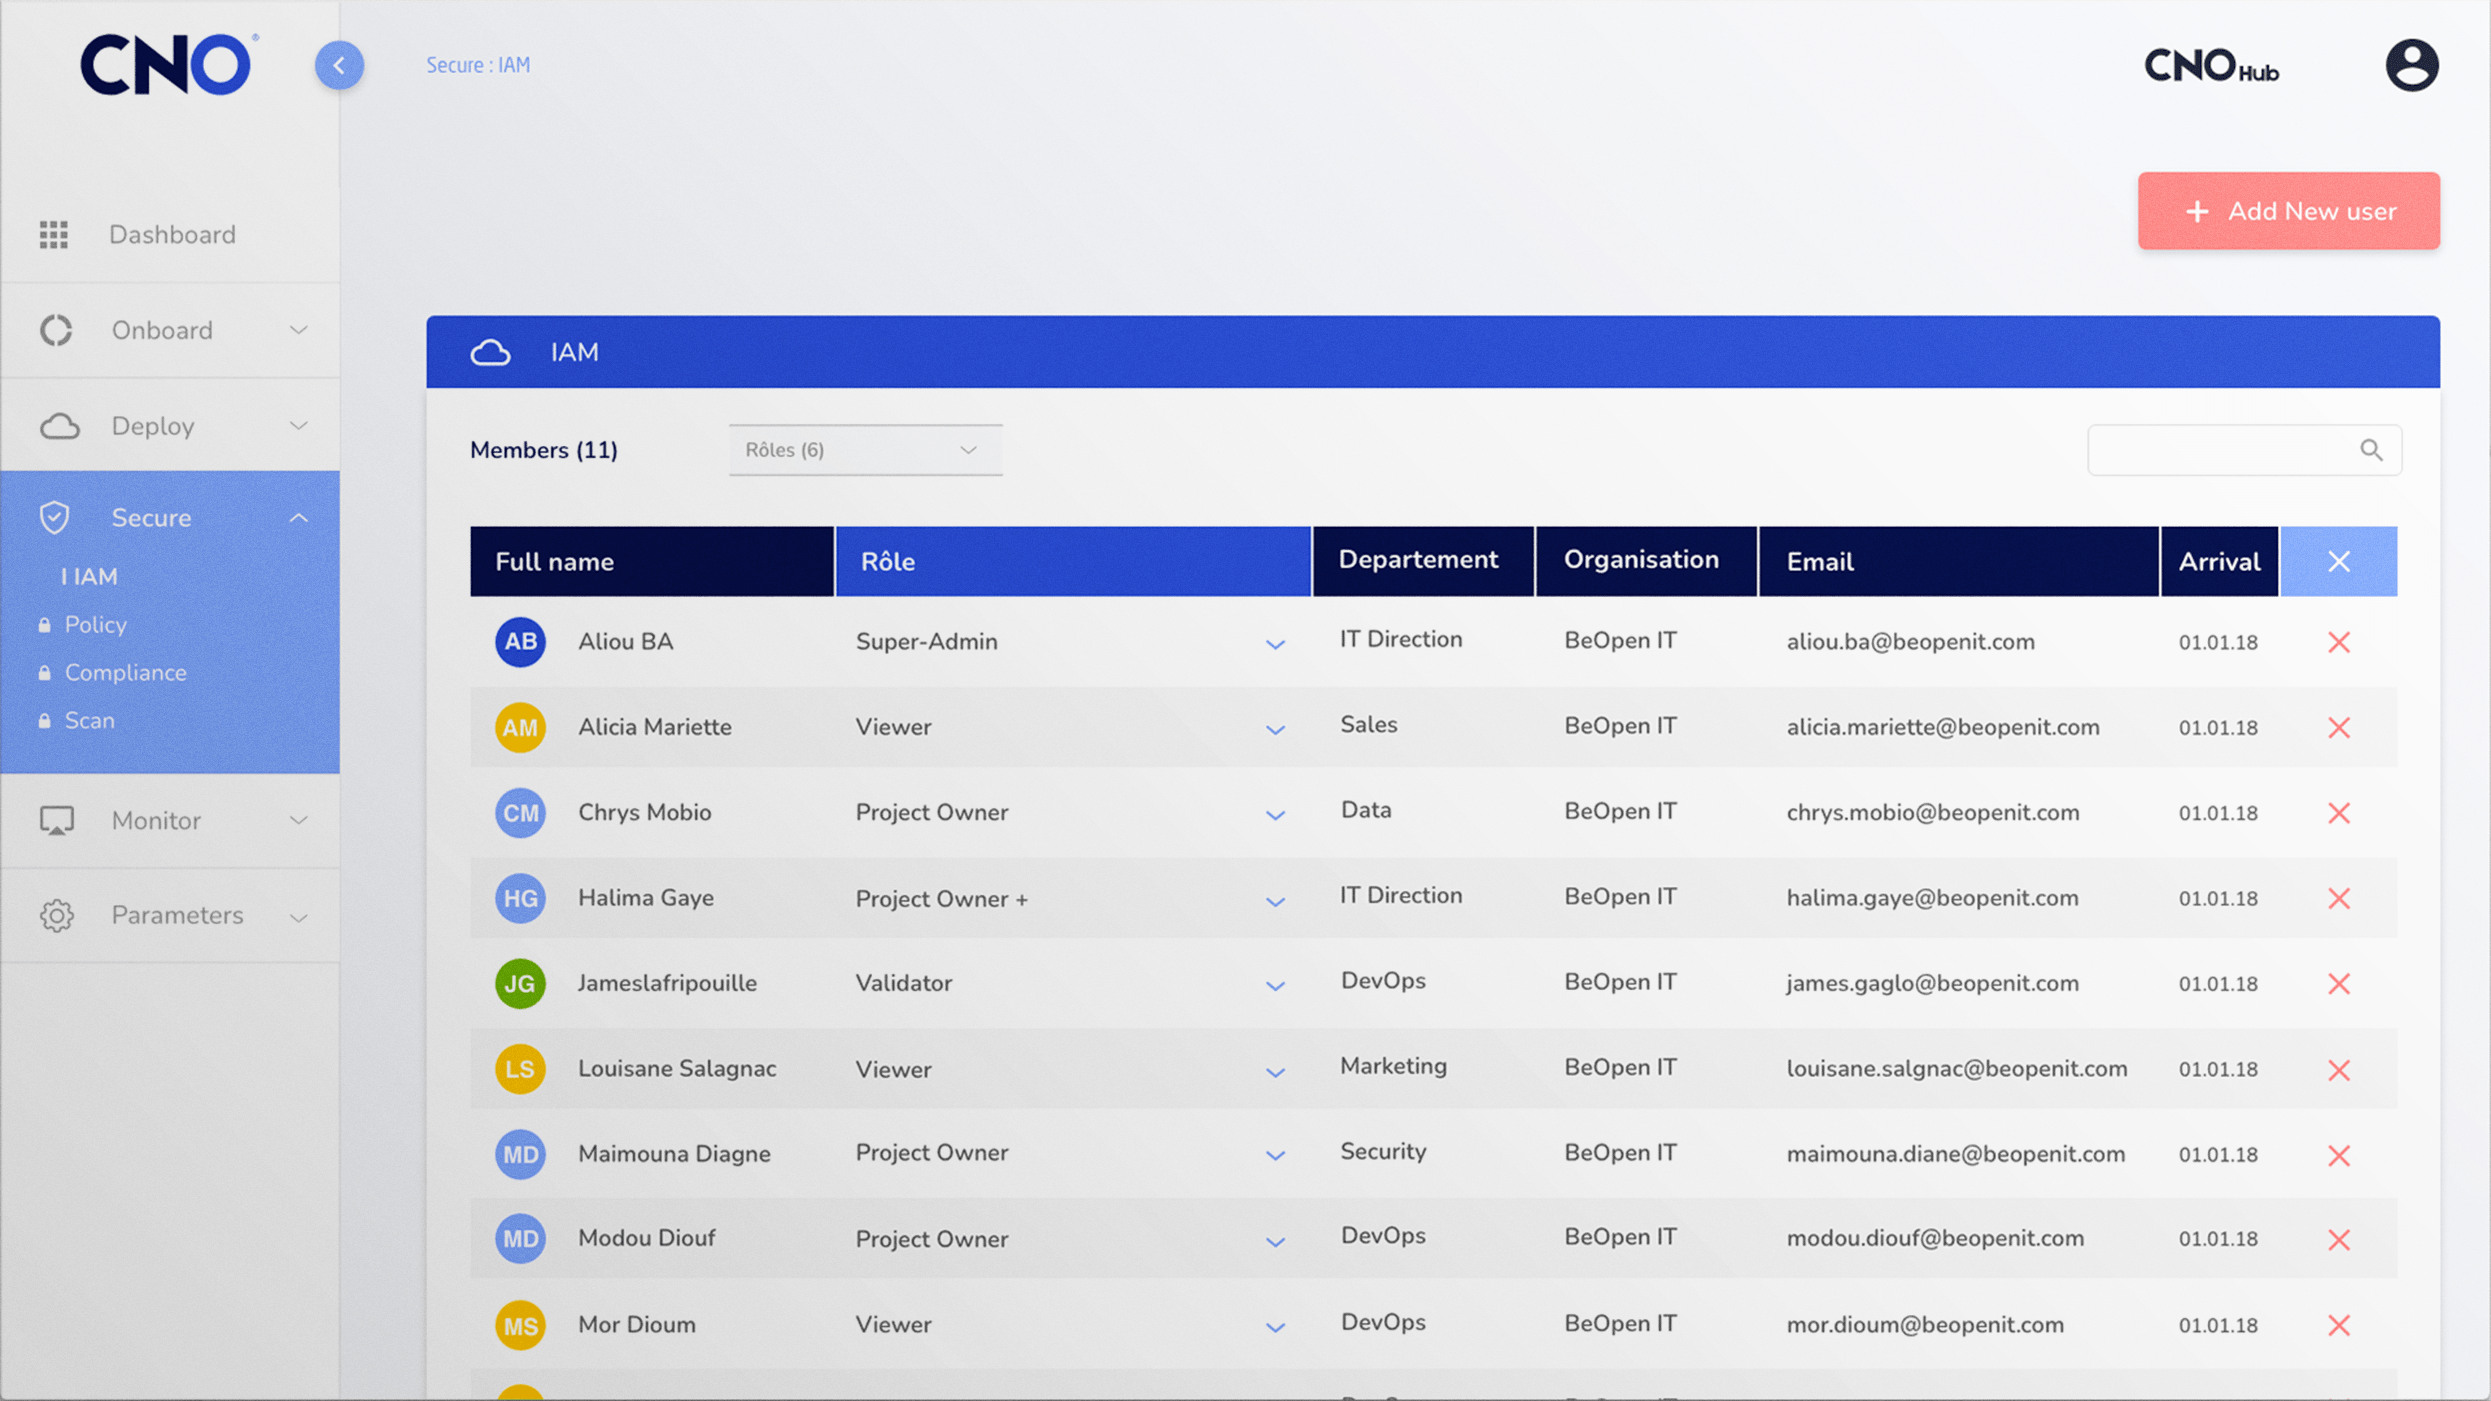 CNO®
Secure : IAM
CNO Hub
+ Add New user
Dashboard
Onboard
Deploy
Secure
I IAM
Policy
Compliance
Scan
Monitor
Parameters
IAM
Members (11)
Rôles (6)
Full name Rôle Departement Organisation Email Arrival
AB Aliou BA Super-Admin IT Direction BeOpen IT aliou.ba@beopenit.com 01.01.18
AM Alicia Mariette Viewer Sales BeOpen IT alicia.mariette@beopenit.com 01.01.18
CM Chrys Mobio Project Owner Data BeOpen IT chrys.mobio@beopenit.com 01.01.18
HG Halima Gaye Project Owner + IT Direction BeOpen IT halima.gaye@beopenit.com 01.01.18
JG Jameslafripouille Validator DevOps BeOpen IT james.gaglo@beopenit.com 01.01.18
LS Louisane Salagnac Viewer Marketing BeOpen IT louisane.salgnac@beopenit.com 01.01.18
MD Maimouna Diagne Project Owner Security BeOpen IT maimouna.diane@beopenit.com 01.01.18
MD Modou Diouf Project Owner DevOps BeOpen IT modou.diouf@beopenit.com 01.01.18
MS Mor Dioum Viewer DevOps BeOpen IT mor.dioum@beopenit.com 01.01.18